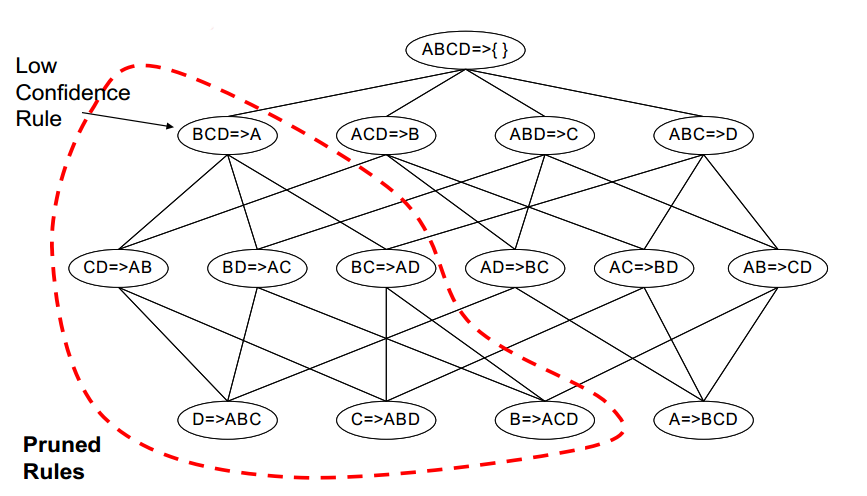 ABCD=>{ }
Low
Confidence
Rule
BCD=>A
ACD=>B
ABD=>C
ABC=>D
CD=>AB
BD=>AC
BC=>AD
AD=>BC
AC=>BD
AB=>CD
D=>ABC
C=>ABD
B=>ACD
A=>BCD
Pruned
Rules